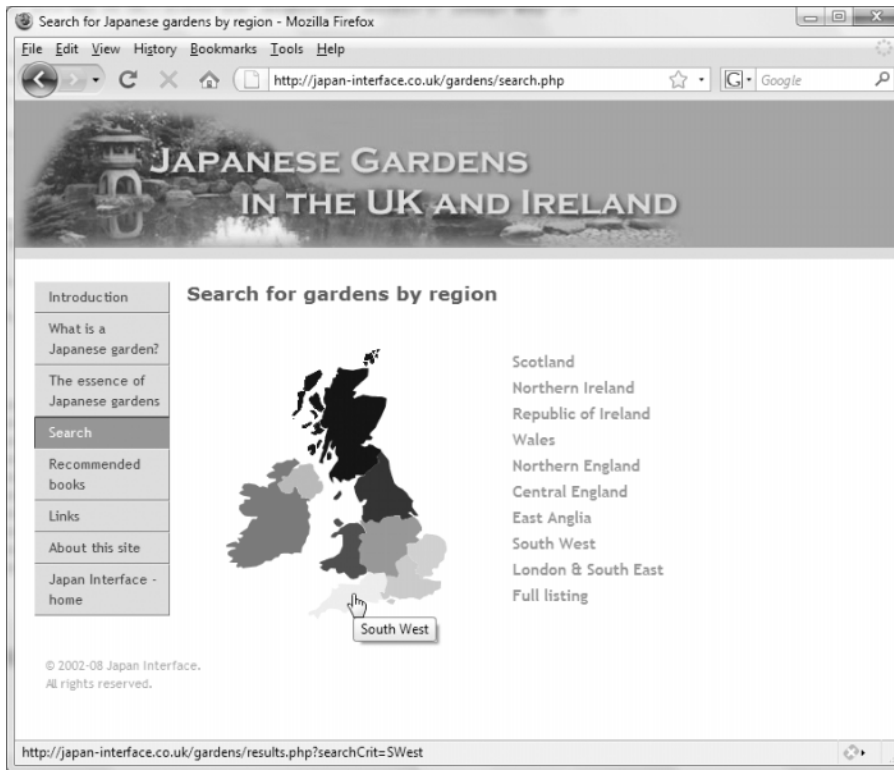 Search for Japanese gardens by region - Mozilla Firefox
File Edit View History Bookmarks Tools Help
http://japan-interface.co.uk/gardens/search.php
G
Google
JAPANESE GARDENS
IN THE UK AND IRELAND
Introduction
What is a
Japanese garden?
The essence of
Japanese gardens
Search
Recommended
books
Links
About this site
Japan Interface -
home
Search for gardens by region
Scotland
Northern Ireland
Republic of Ireland
Wales
Northern England
Central England
East Anglia
South West
London & South East
Full listing
South West
© 2002-08 Japan Interface.
All rights reserved.
http://japan-interface.co.uk/gardens/results.php?searchCrit=SWest